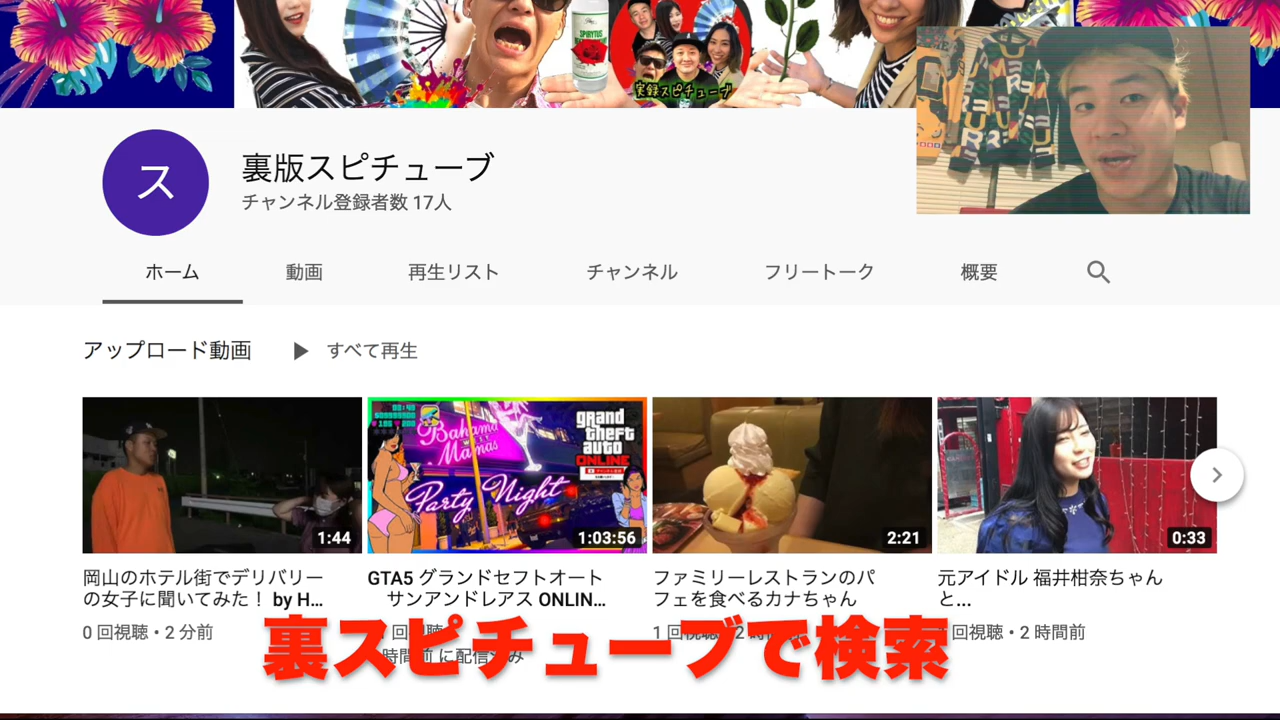 SPIRYTUS
実録スピチューブ
ス
裏版スピチューブ
チャンネル登録者数 17人
ホーム
動画
再生リスト
チャンネル
フリートーク
概要
アップロード動画
すべて再生
1:44
Bahama
Mamas
Party Night
grand
theft
auto
ONLINE
1:03:56
2:21
0:33
岡山のホテル街でデリバリー
の女子に聞いてみた！ by H...
0 回視聴・2 分前
GTA5 グランドセフトオート
サンアンドレアス ONLIN...
ファミリーレストランのパ
フェを食べるカナちゃん
元アイドル 福井柑奈ちゃん
と...
回視聴・2 時間前
裏スピチューブで検索